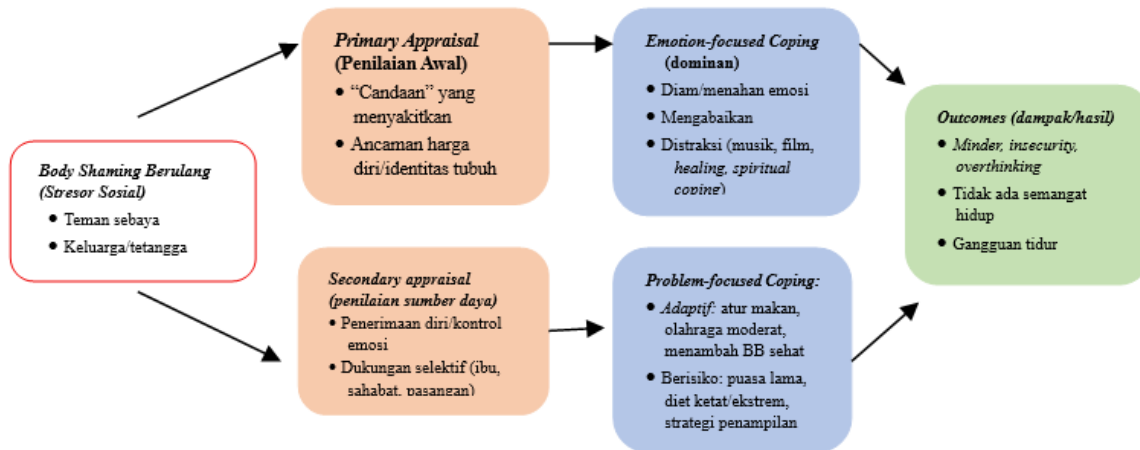 Body Shaming Berulang
(Stresor Sosial)
• Teman sebaya
• Keluarga/tetangga
Primary Appraisal
(Penilaian Awal)
• “Candaan” yang
menyakitkan
• Ancaman harga
diri/identitas tubuh
Secondary appraisal
(penilaian sumber daya)
• Penerimaan diri/kontrol
emosi
• Dukungan selektif (ibu,
sahabat, pasangan)
Emotion-focused Coping
(dominan)
• Diam/menahan emosi
• Mengabaikan
• Distraksi (musik, film,
healing, spiritual
coping)
Problem-focused Coping:
• Adaptif: atur makan,
olahraga moderat,
menambah BB sehat
• Berisiko: puasa lama,
diet ketat/ekstrem,
strategi penampilan
Outcomes (dampak/hasil)
• Minder, insecurity,
overthinking
• Tidak ada semangat
hidup
• Gangguan tidur